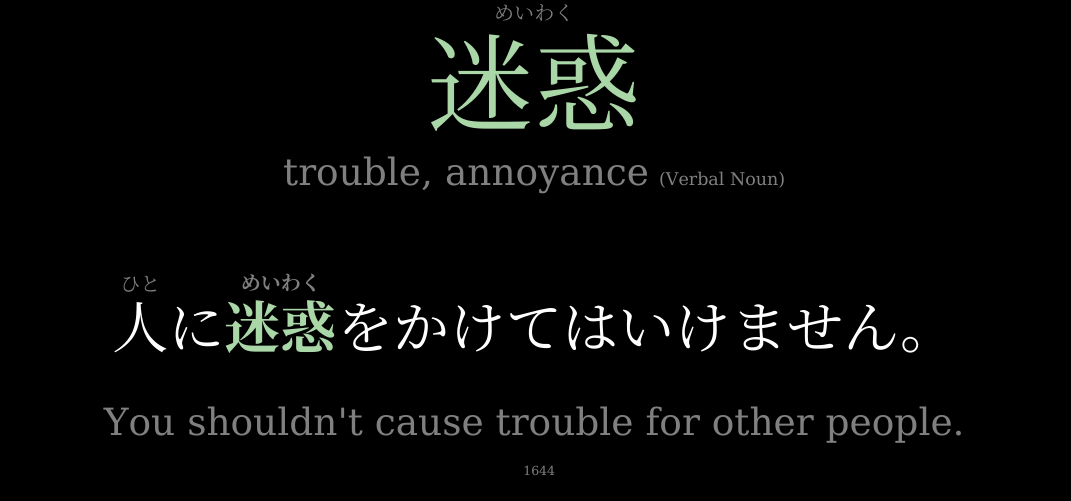 めいわく
迷惑
trouble, annoyance (Verbal Noun)
ひと めいわく
人に迷惑をかけてはいけません。
You shouldn't cause trouble for other people.
1644